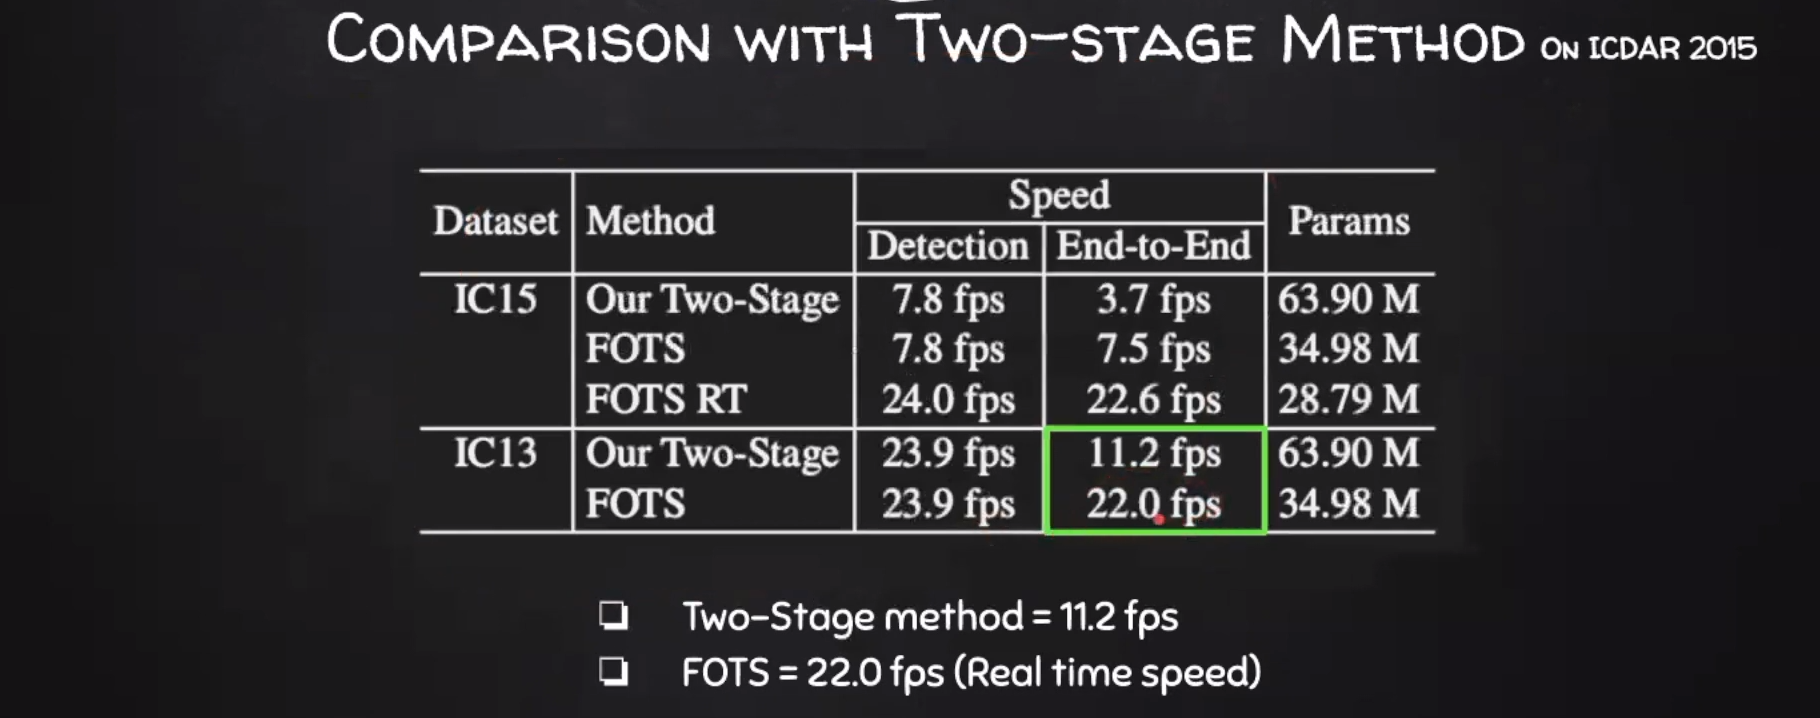 COMPARISON WITH TWO-STAGE METHOD ON ICDAR 2015
Dataset Method Speed Params
Detection End-to-End
IC15 Our Two-Stage 7.8 fps 3.7 fps 63.90 M
FOTS 7.8 fps 7.5 fps 34.98 M
FOTS RT 24.0 fps 22.6 fps 28.79 M
IC13 Our Two-Stage 23.9 fps 11.2 fps 63.90 M
FOTS 23.9 fps 22.0 fps 34.98 M
❏ Two-Stage method = 11.2 fps
❏ FOTS = 22.0 fps (Real time speed)